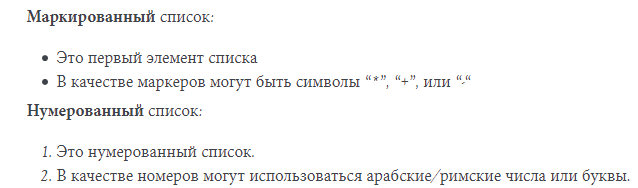 Маркированный список:
• Это первый элемент списка
• В качестве маркеров могут быть символы “*”, “+”, или “-“
Нумерованный список:
1. Это нумерованный список.
2. В качестве номеров могут использоваться арабские/римские числа или буквы.